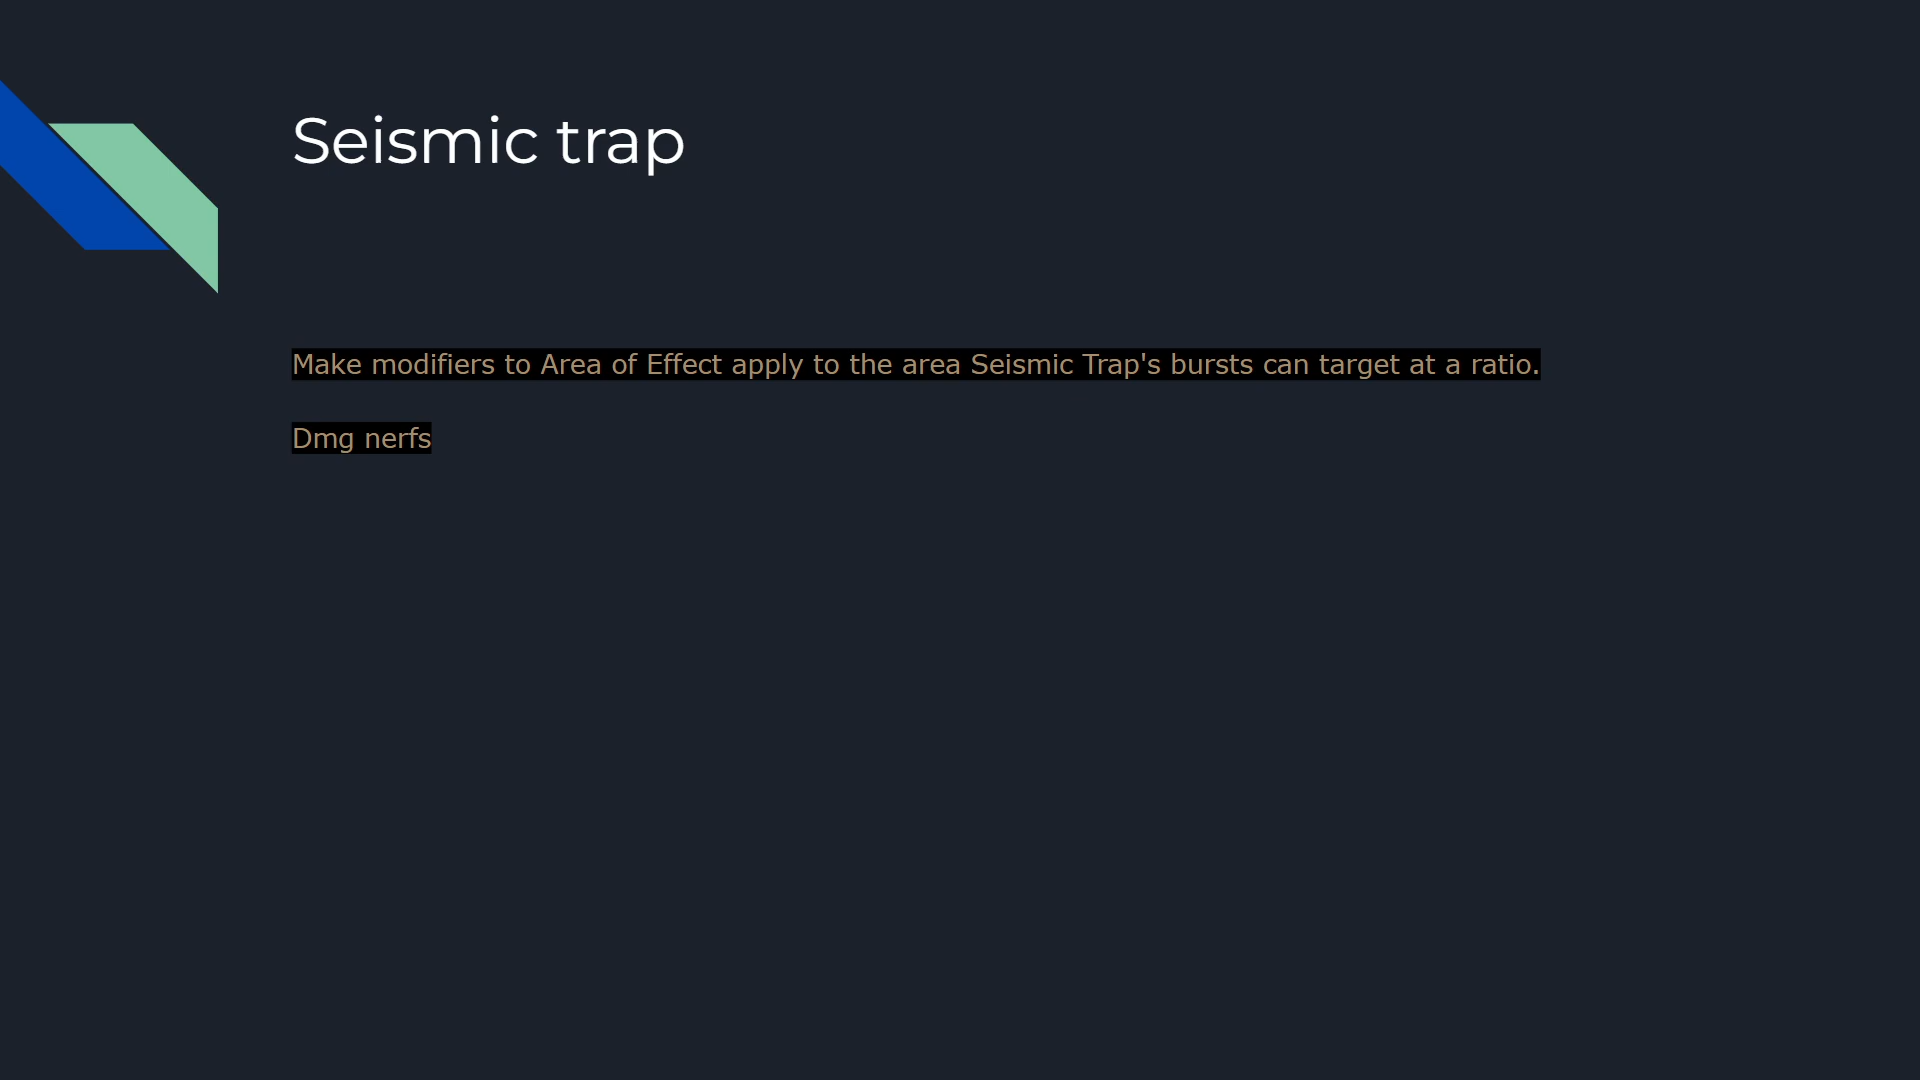 Seismic trap
Make modifiers to Area of Effect apply to the area Seismic Trap's bursts can target at a ratio.
Dmg nerfs